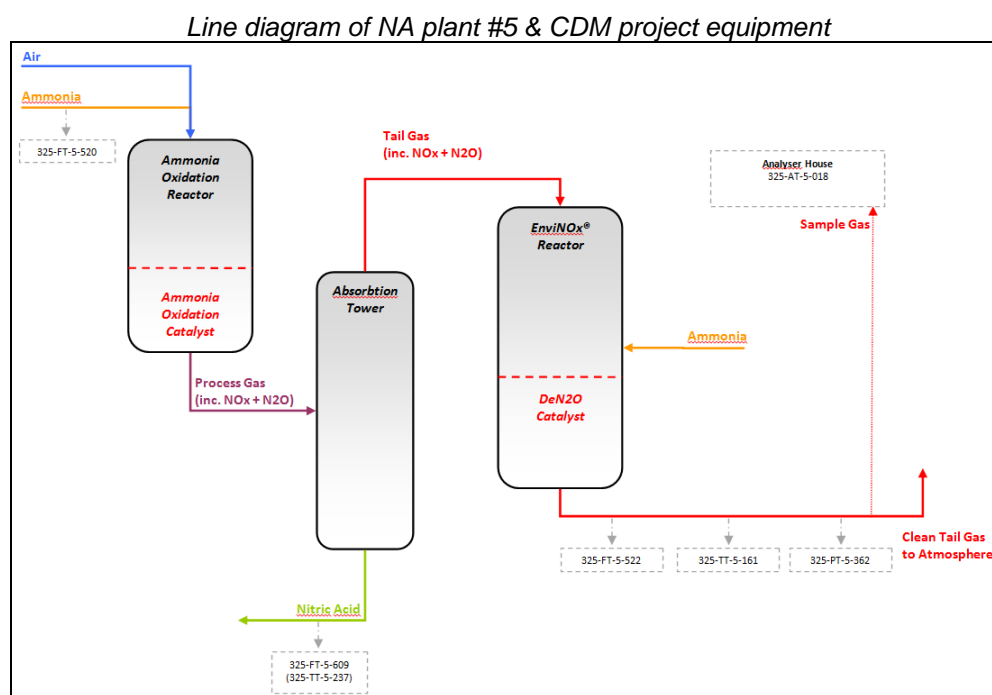 Line diagram of NA plant #5 & CDM project equipment
Air
Ammonia
325-FT-5-520
Ammonia
Oxidation
Reactor
Ammonia
Oxidation
Catalyst
Process Gas
(inc. NOx + N2O)
Absorbtion
Tower
Nitric Acid
325-FT-5-609
(325-TT-5-237)
Tail Gas
(inc. NOx + N2O)
EnviNOx®
Reactor
Ammonia
DeN2O
Catalyst
Analyser House
325-AT-5-018
Sample Gas
325-FT-5-522
325-TT-5-161
325-PT-5-362
Clean Tail Gas
to Atmosphere